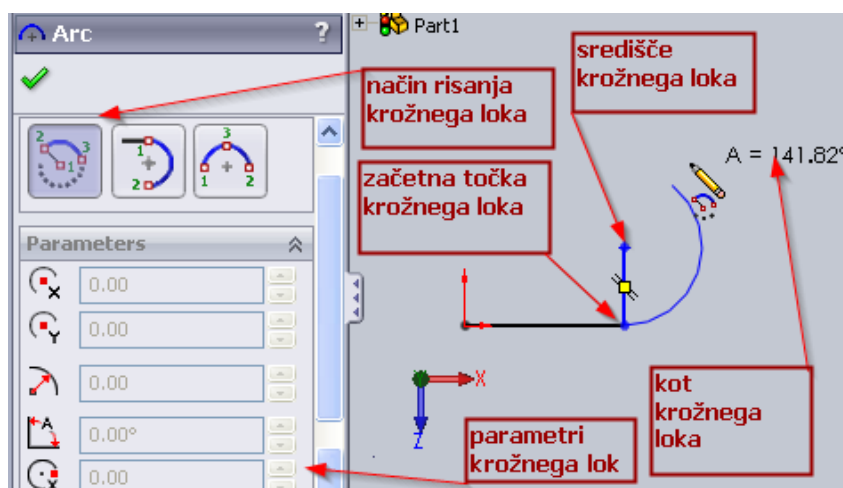 Arc
?
Part1
način risanja
krožnega loka
središče
krožnega loka
2
3
1
1
2
3
1
2
začetna točka
krožnega loka
A = 141.82°
Parameters
X
0.00
Y
0.00
0.00
A
0.00°
X
0.00
X
Z
parametri
krožnega lok
kot
krožnega
loka